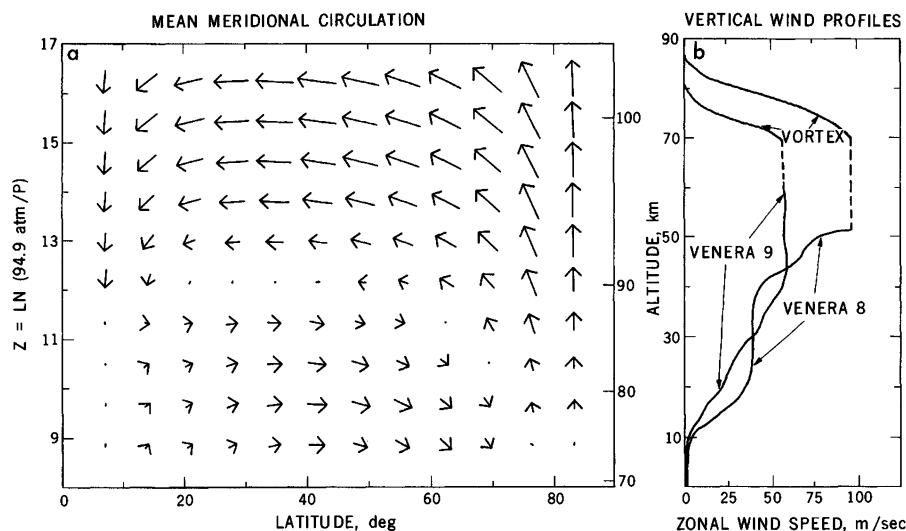 MEAN MERIDIONAL CIRCULATION
a
Z = LN (94.9 atm/P)
17
15
13
11
9
100
90
80
70
0
20
40
60
80
LATITUDE, deg
VERTICAL WIND PROFILES
b
ALTITUDE, km
90
70
50
30
10
VORTEX
VENERA 9
VENERA 8
0
25
50
75
100
ZONAL WIND SPEED, m/sec